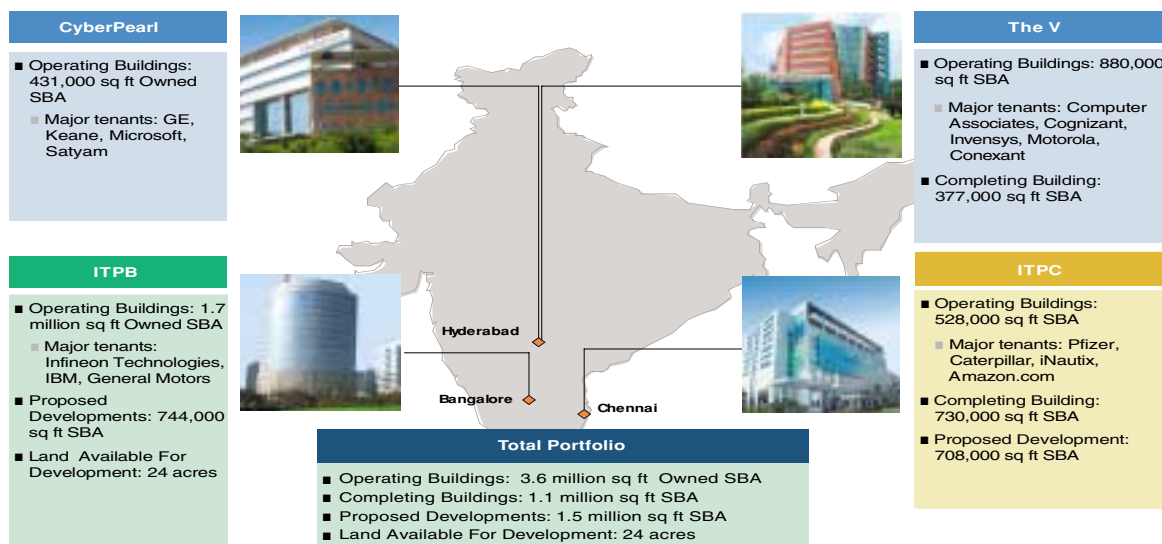 CyberPearl
■ Operating Buildings:
431,000 sq ft Owned
SBA
■ Major tenants: GE,
Keane, Microsoft,
Satyam
The V
■ Operating Buildings: 880,000
sq ft SBA
■ Major tenants: Computer
Associates, Cognizant,
Invensys, Motorola,
Conexant
■ Completing Building:
377,000 sq ft SBA
ITPB
■ Operating Buildings: 1.7
million sq ft Owned SBA
■ Major tenants:
Infineon Technologies,
IBM, General Motors
■ Proposed
Developments: 744,000
sq ft SBA
■ Land Available For
Development: 24 acres
Hyderabad
Bangalore
Chennai
ITPC
■ Operating Buildings:
528,000 sq ft SBA
■ Major tenants: Pfizer,
Caterpillar, iNautix,
Amazon.com
■ Completing Building:
730,000 sq ft SBA
■ Proposed Development:
708,000 sq ft SBA
Total Portfolio
■ Operating Buildings: 3.6 million sq ft Owned SBA
■ Completing Buildings: 1.1 million sq ft SBA
■ Proposed Developments: 1.5 million sq ft SBA
■ Land Available For Development: 24 acres